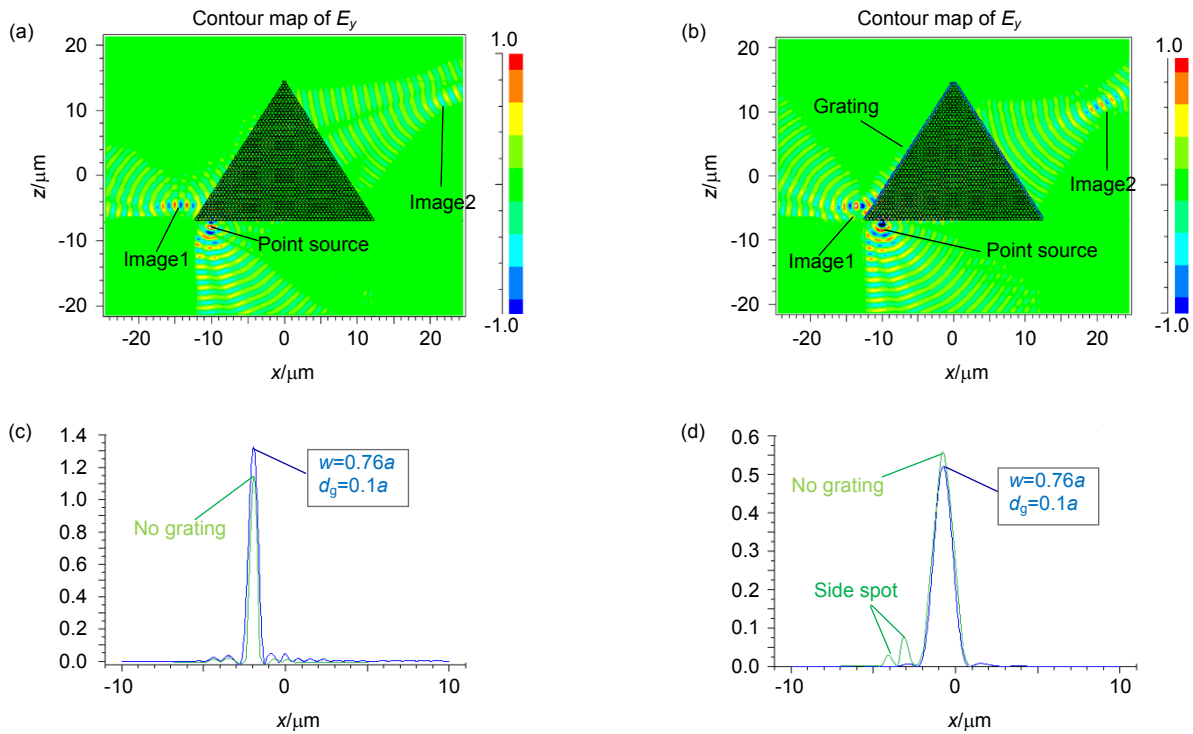 (a)
Contour map of Ey
1.0
20
10
0
-10
-20
z/μm
Image2
Point source
Image1
-1.0
-20
-10
0
10
20
x/μm
(b)
Contour map of Ey
1.0
20
10
0
-10
-20
z/μm
Grating
Image2
Point source
Image1
-1.0
-20
-10
0
10
20
x/μm
(c)
1.4
1.2
1.0
0.8
0.6
0.4
0.2
0.0
w=0.76a
dg=0.1a
No grating
-10
0
10
x/μm
(d)
0.6
0.5
0.4
0.3
0.2
0.1
0.0
No grating
w=0.76a
dg=0.1a
Side spot
-10
0
10
x/μm